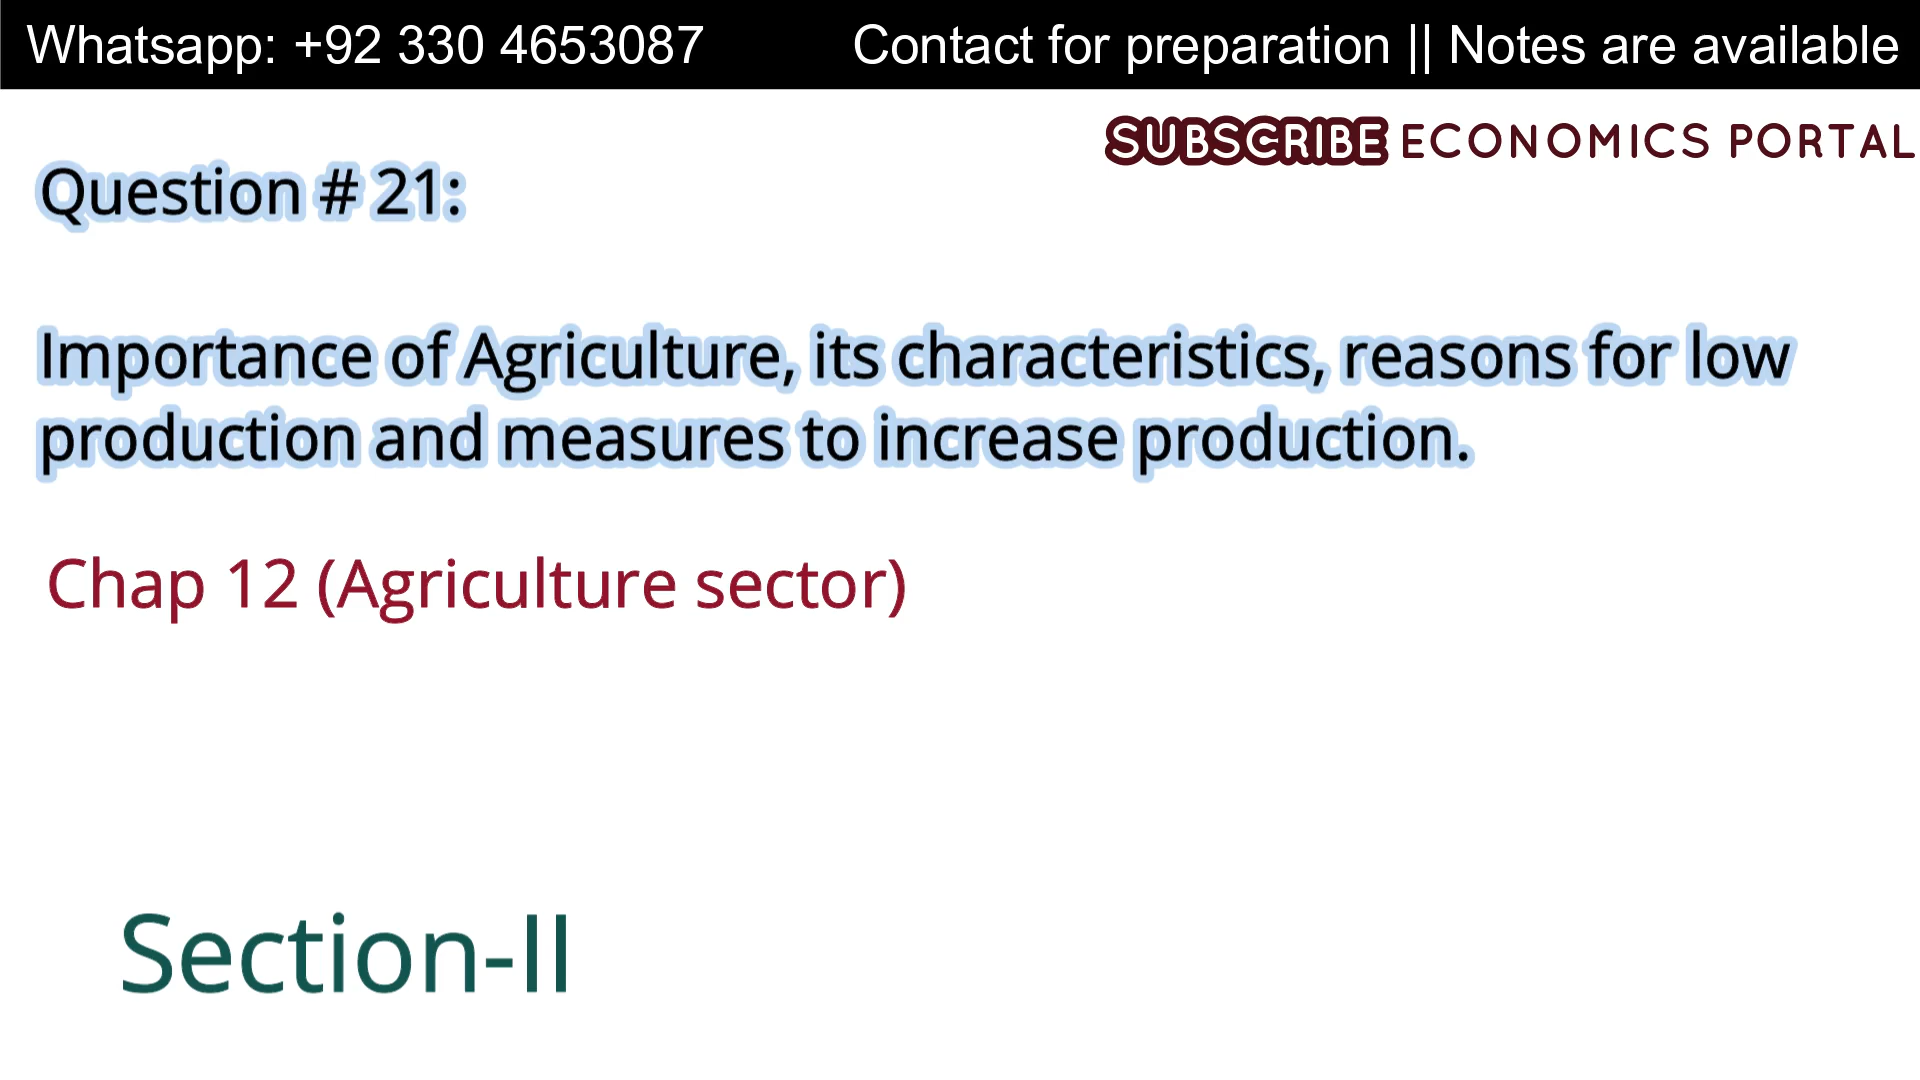 Whatsapp: +92 330 4653087 Contact for preparation || Notes are available
SUBSCRIBE ECONOMICS PORTAL
Question # 21:
Importance of Agriculture, its characteristics, reasons for low
production and measures to increase production.
Chap 12 (Agriculture sector)
Section-II